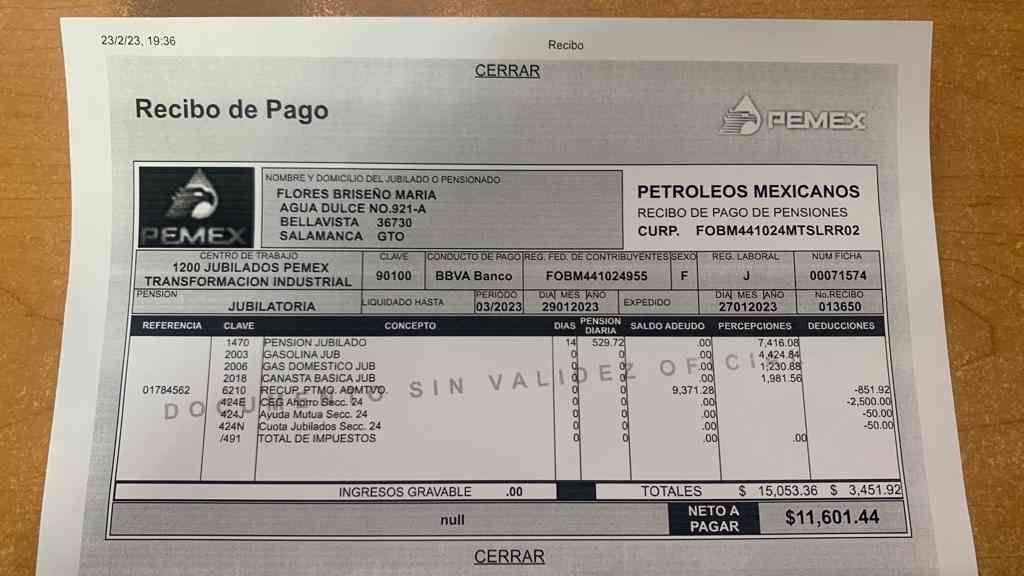 23/2/23, 19:36
Recibo
CERRAR
Recibo de Pago
PEMEX
PEMEX
NOMBRE Y DOMICILIO DEL JUBILADO O PENSIONADO
FLORES BRISEÑO MARIA
AGUA DULCE NO.921-A
BELLAVISTA 36730
SALAMANCA GTO
PETROLEOS MEXICANOS
RECIBO DE PAGO DE PENSIONES
CURP. FOBM441024MTSLRR02
CENTRO DE TRABAJO CLAVE CONDUCTO DE PAGO REG. FED. DE CONTRIBUYENTES SEXO REG. LABORAL NUM FICHA
1200 JUBILADOS PEMEX TRANSFORMACION INDUSTRIAL 90100 BBVA Banco FOBM441024955 F J 00071574
PENSIÓN LIQUIDADO HASTA PERIODO DIA MES AÑO EXPEDIDO DIA MES AÑO No.RECIBO
JUBILATORIA 03/2023 29012023 27012023 013650
REFERENCIA CLAVE CONCEPTO DIAS PENSION DIARIA SALDO ADEUDO PERCEPCIONES DEDUCCIONES
1470 PENSION JUBILADO 14 529.72 .00 7,416.08
2003 GASOLINA JUB 0 0 .00 4,424.84
2006 GAS DOMESTICO JUB 0 0 .00 1,230.88
2018 CANASTA BASICA JUB 0 0 .00 1,981.56
01784562 6210 RECUP. PTMO. ADMTIVO. 0 0 9,371.28 -851.92
424E CEG Ahorro Secc. 24 0 0 .00 -2,500.00
424J Ayuda Mutua Secc. 24 0 0 .00 -50.00
424N Cuota Jubilados Secc. 24 0 0 .00 -50.00
/491 TOTAL DE IMPUESTOS 0 0 .00 .00
DOCUMENTO SIN VALIDEZ OFICIAL
INGRESOS GRAVABLE .00 TOTALES $ 15,053.36 $ 3,451.92
null NETO A PAGAR $11,601.44
CERRAR